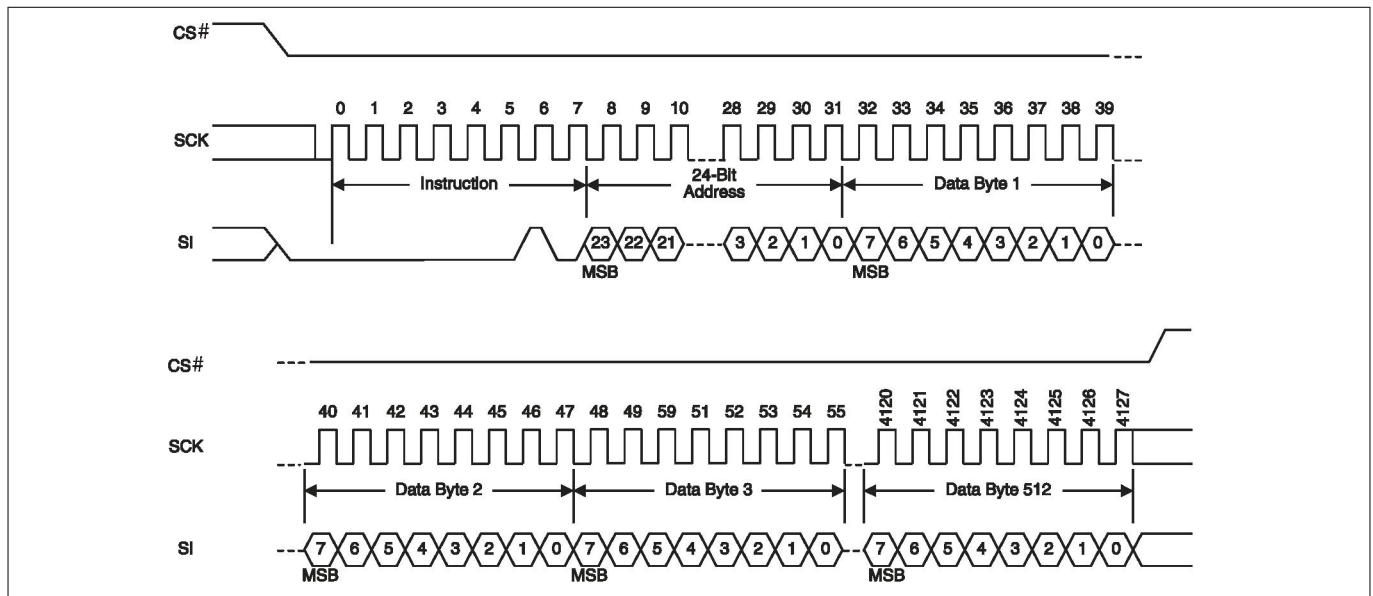 CS#
0 1 2 3 4 5 6 7 8 9 10 28 29 30 31 32 33 34 35 36 37 38 39
SCK
Instruction
24-Bit
Address
Data Byte 1
SI
23 22 21 3 2 1 0 7 6 5 4 3 2 1 0
MSB MSB
CS#
40 41 42 43 44 45 46 47 48 49 59 51 52 53 54 55 4120 4121 4122 4123 4124 4125 4126 4127
SCK
Data Byte 2 Data Byte 3 Data Byte 512
SI
7 6 5 4 3 2 1 0 7 6 5 4 3 2 1 0 7 6 5 4 3 2 1 0
MSB MSB MSB